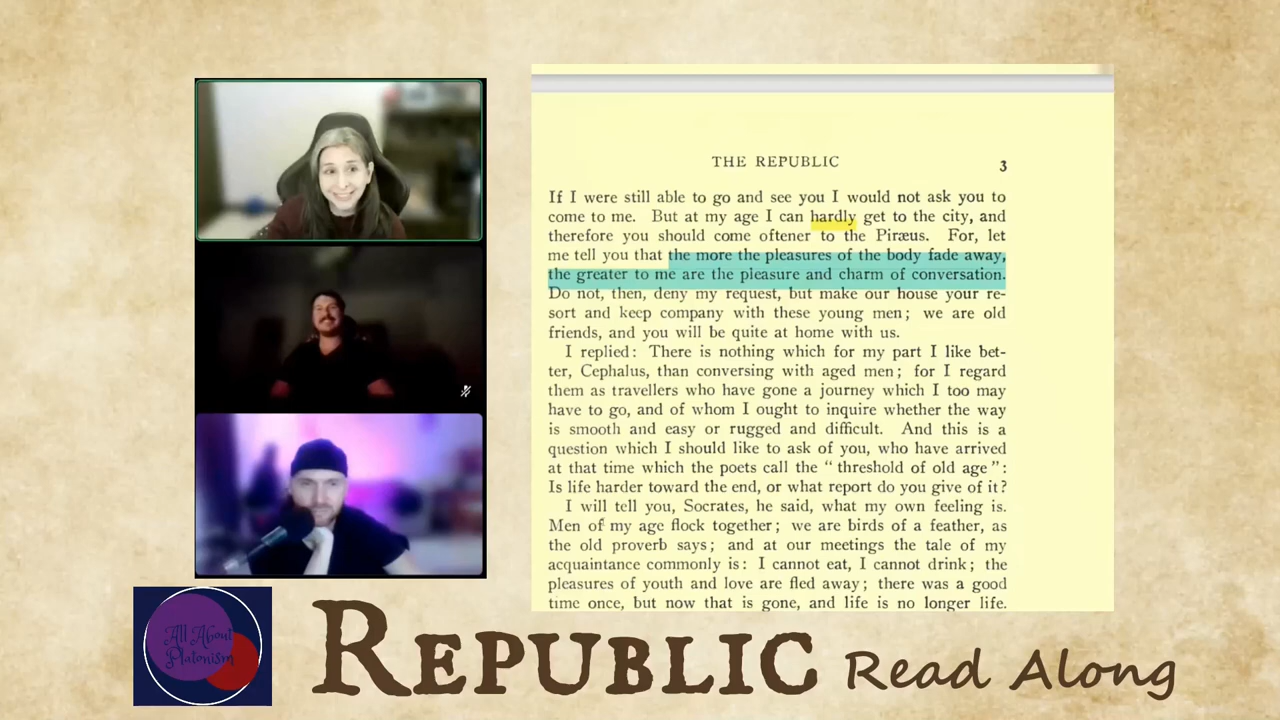 THE REPUBLIC 3
If I were still able to go and see you I would not ask you to
come to me. But at my age I can hardly get to the city, and
therefore you should come oftener to the Piræus. For, let
me tell you that the more the pleasures of the body fade away,
the greater to me are the pleasure and charm of conversation.
Do not, then, deny my request, but make our house your re-
sort and keep company with these young men; we are old
friends, and you will be quite at home with us.
I replied: There is nothing which for my part I like bet-
ter, Cephalus, than conversing with aged men; for I regard
them as travellers who have gone a journey which I too may
have to go, and of whom I ought to inquire whether the way
is smooth and easy or rugged and difficult. And this is a
question which I should like to ask of you, who have arrived
at that time which the poets call the “ threshold of old age ”:
Is life harder toward the end, or what report do you give of it?
I will tell you, Socrates, he said, what my own feeling is.
Men of my age flock together; we are birds of a feather, as
the old proverb says; and at our meetings the tale of my
acquaintance commonly is: I cannot eat, I cannot drink; the
pleasures of youth and love are fled away; there was a good
time once, but now that is gone, and life is no longer life.
All About
Platonism
REPUBLIC Read Along